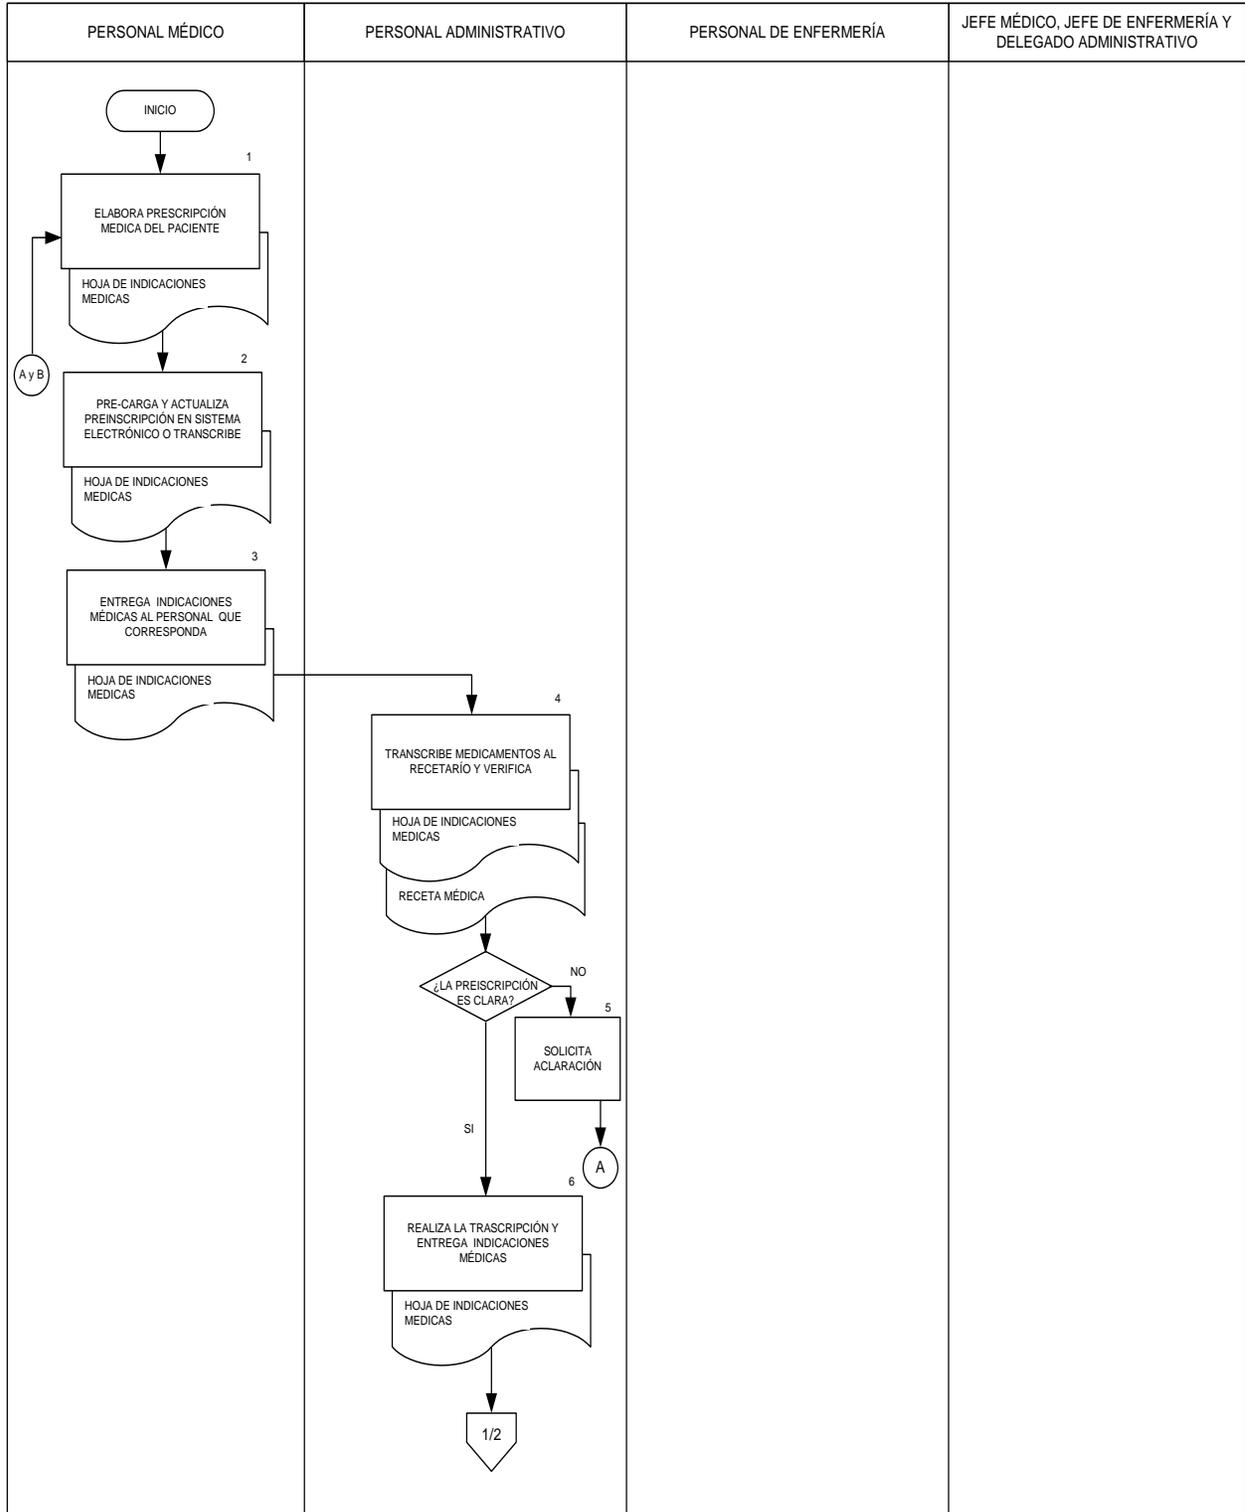 PERSONAL MÉDICO
PERSONAL ADMINISTRATIVO
PERSONAL DE ENFERMERÍA
JEFE MÉDICO, JEFE DE ENFERMERÍA Y
DELEGADO ADMINISTRATIVO
INICIO
1
ELABORA PRESCRIPCIÓN
MEDICA DEL PACIENTE
HOJA DE INDICACIONES
MEDICAS
A y B
2
PRE-CARGA Y ACTUALIZA
PREINSCRIPCIÓN EN SISTEMA
ELECTRÓNICO O TRANSCRIBE
HOJA DE INDICACIONES
MEDICAS
3
ENTREGA INDICACIONES
MÉDICAS AL PERSONAL QUE
CORRESPONDA
HOJA DE INDICACIONES
MEDICAS
4
TRANSCRIBE MEDICAMENTOS AL
RECETARÍO Y VERIFICA
HOJA DE INDICACIONES
MEDICAS
RECETA MÉDICA
¿LA PREISCRIPCIÓN
ES CLARA?
NO
5
SOLICITA
ACLARACIÓN
A
SI
6
REALIZA LA TRASCRIPCIÓN Y
ENTREGA INDICACIONES
MÉDICAS
HOJA DE INDICACIONES
MEDICAS
1/2